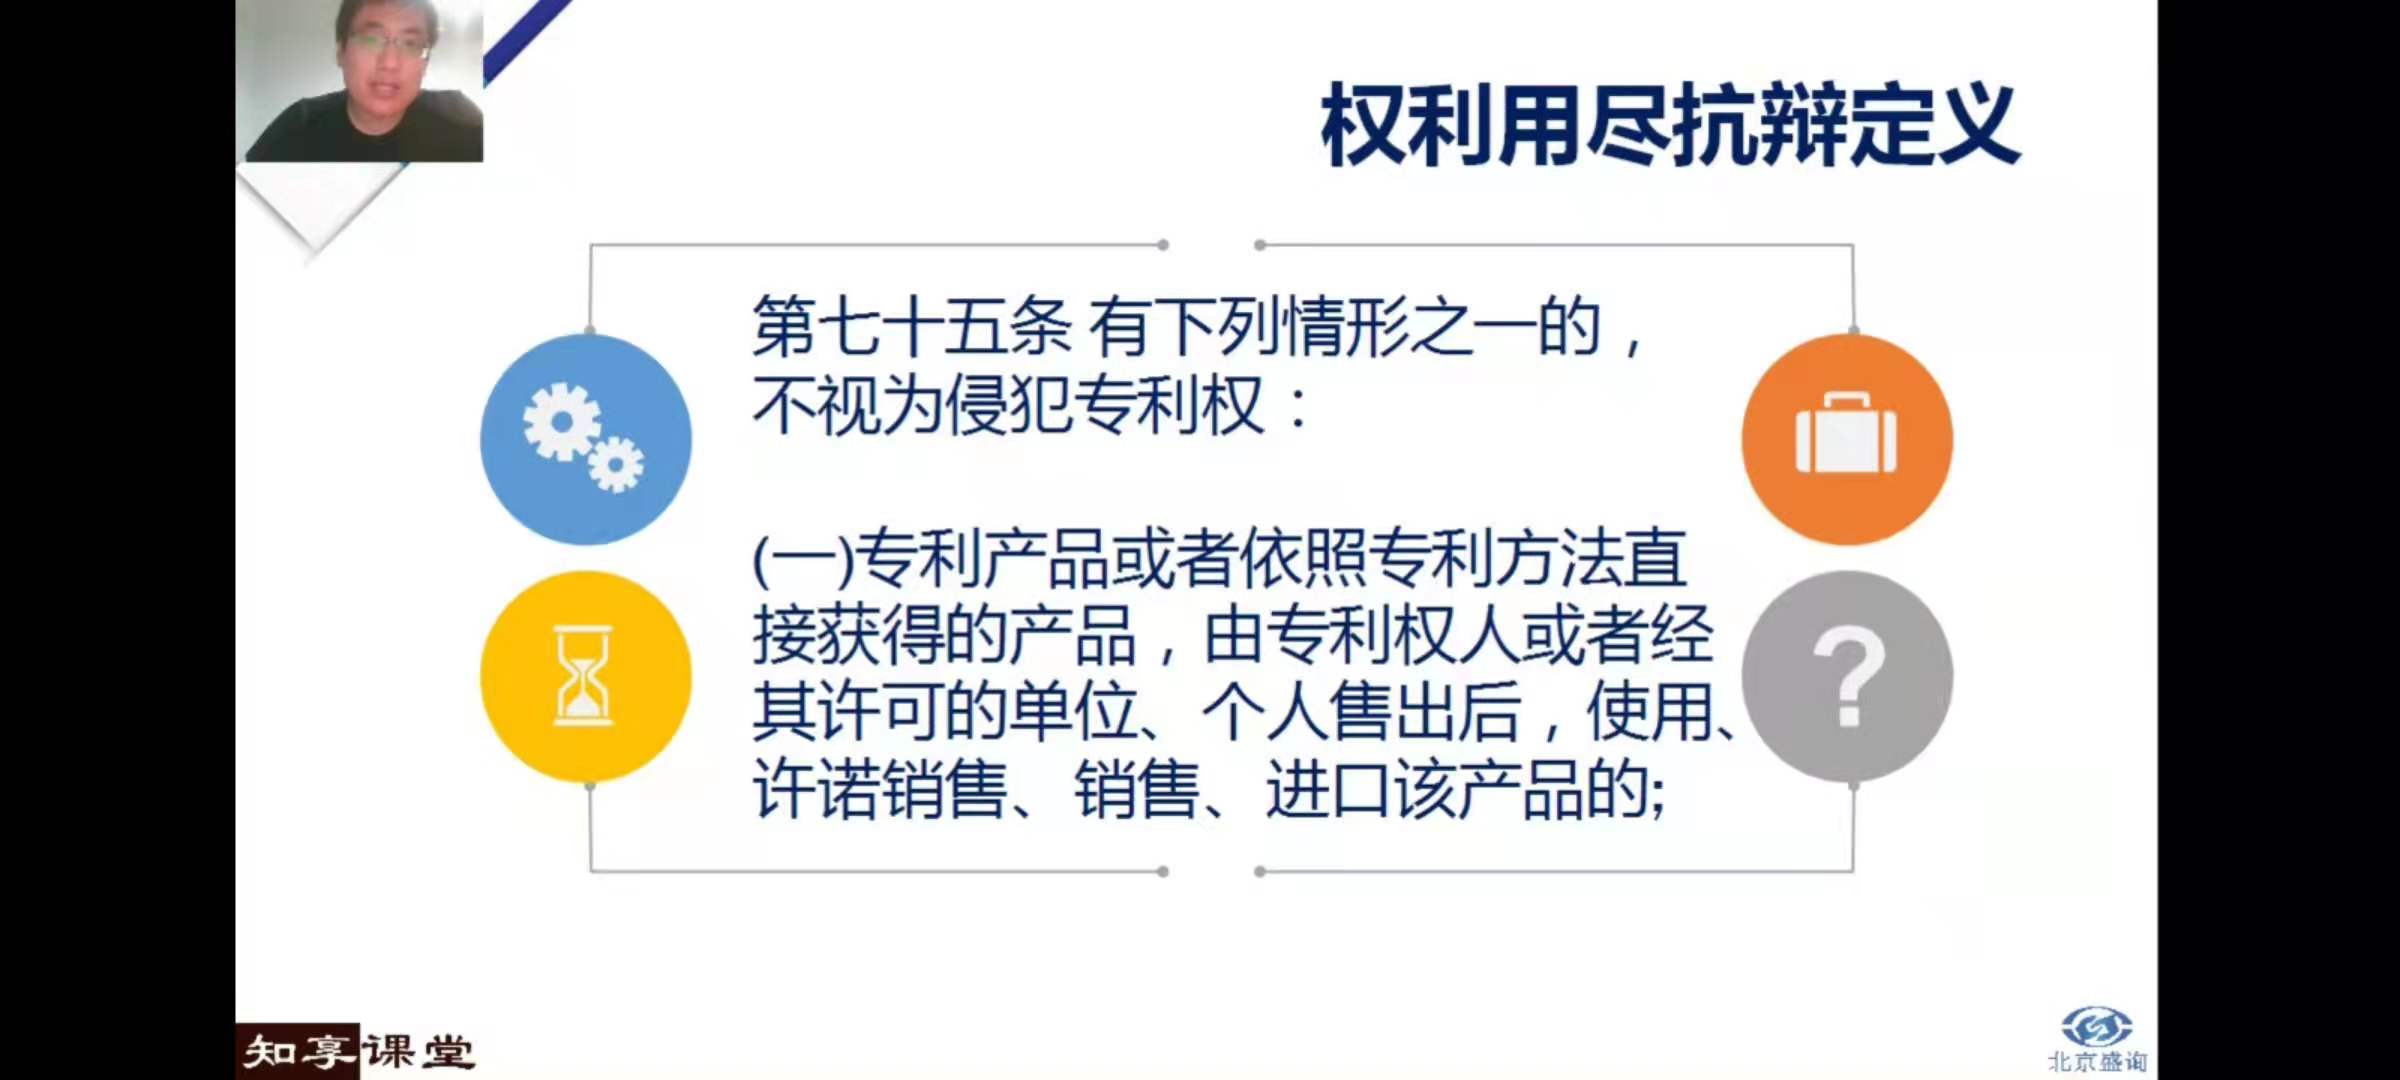 权利用尽抗辩定义
第七十五条 有下列情形之一的，
不视为侵犯专利权：
(一)专利产品或者依照专利方法直
接获得的产品，由专利权人或者经
其许可的单位、个人售出后，使用、
许诺销售、销售、进口该产品的;
?
知享课堂
北京盛询